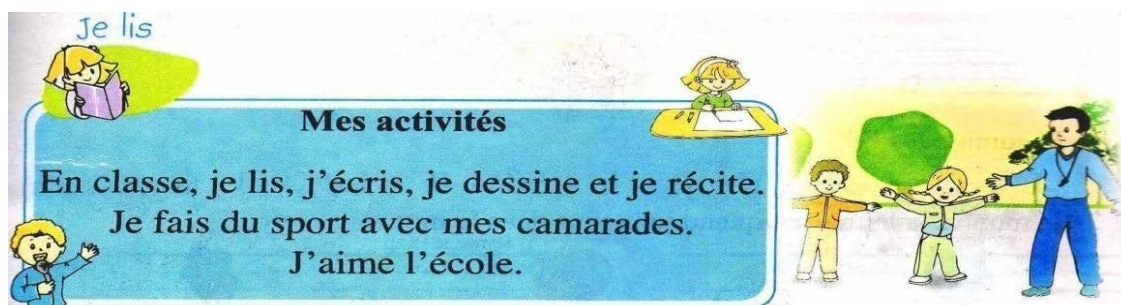 Je lis
Mes activités
En classe, je lis, j'écris, je dessine et je récite.
Je fais du sport avec mes camarades.
J'aime l'école.